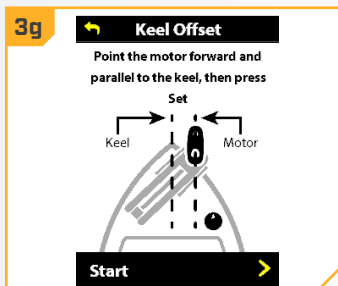 3g
Keel Offset
Point the motor forward and
parallel to the keel, then press
Set
Keel
Motor
Start